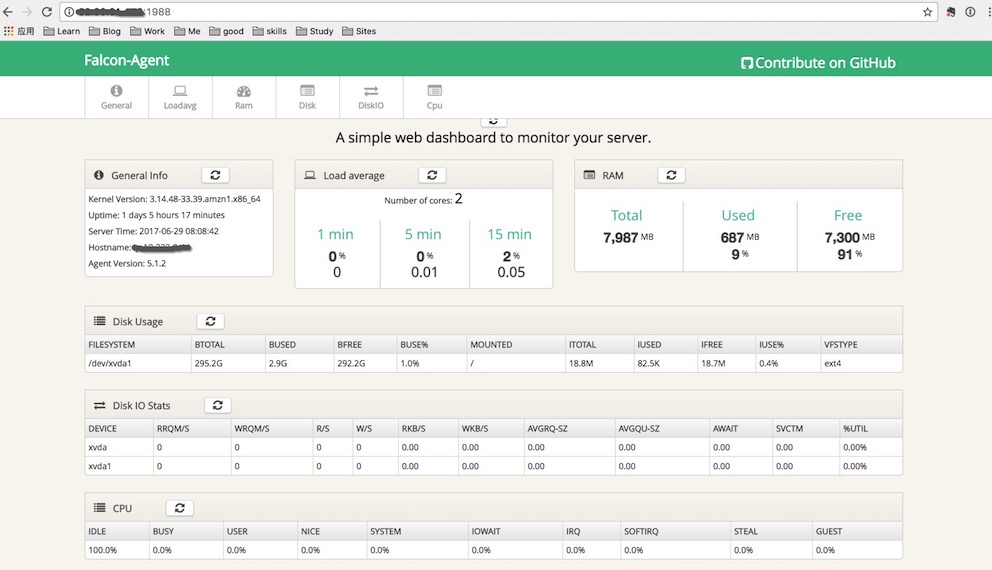 :1988
应用 Learn Blog Work Me good skills Study Sites
Falcon-Agent
Contribute on GitHub
General Loadavg Ram Disk DiskIO Cpu
A simple web dashboard to monitor your server.
General Info
Kernel Version: 3.14.48-33.39.amzn1.x86_64
Uptime: 1 days 5 hours 17 minutes
Server Time: 2017-06-29 08:08:42
Hostname:
Agent Version: 5.1.2
Load average
Number of cores: 2
1 min 5 min 15 min
0 % 0 % 2 %
0 0.01 0.05
RAM
Total Used Free
7,987 MB 687 MB 7,300 MB
9 % 91 %
Disk Usage
FILESYSTEM BTOTAL BUSED BFREE BUSE% MOUNTED ITOTAL IUSED IFREE IUSE% VFSTYPE
/dev/xvda1 295.2G 2.9G 292.2G 1.0% / 18.8M 82.5K 18.7M 0.4% ext4
Disk IO Stats
DEVICE RRQM/S WRQM/S R/S W/S RKB/S WKB/S AVGRQ-SZ AVGQU-SZ AWAIT SVCTM %UTIL
xvda 0 0 0 0 0.00 0.00 0.00 0.00 0.00 0.00 0.00%
xvda1 0 0 0 0 0.00 0.00 0.00 0.00 0.00 0.00 0.00%
CPU
IDLE BUSY USER NICE SYSTEM IOWAIT IRQ SOFTIRQ STEAL GUEST
100.0% 0.0% 0.0% 0.0% 0.0% 0.0% 0.0% 0.0% 0.0% 0.0%